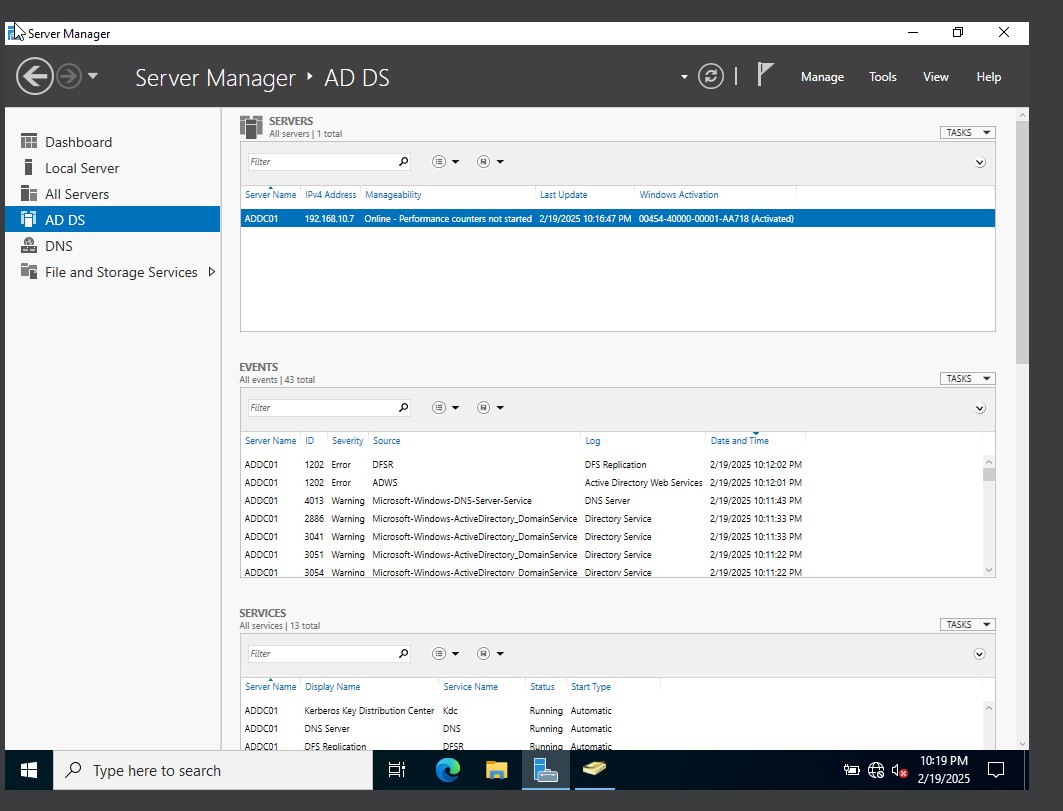 Server Manager
Server Manager ‣ AD DS
Manage Tools View Help
Dashboard
Local Server
All Servers
AD DS
DNS
File and Storage Services
SERVERS
All servers | 1 total
TASKS
Filter
Server Name IPv4 Address Manageability Last Update Windows Activation
ADDC01 192.168.10.7 Online - Performance counters not started 2/19/2025 10:16:47 PM 00454-40000-00001-AA718 (Activated)
EVENTS
All events | 43 total
TASKS
Filter
Server Name ID Severity Source Log Date and Time
ADDC01 1202 Error DFSR DFS Replication 2/19/2025 10:12:02 PM
ADDC01 1202 Error ADWS Active Directory Web Services 2/19/2025 10:12:01 PM
ADDC01 4013 Warning Microsoft-Windows-DNS-Server-Service DNS Server 2/19/2025 10:11:43 PM
ADDC01 2886 Warning Microsoft-Windows-ActiveDirectory_DomainService Directory Service 2/19/2025 10:11:33 PM
ADDC01 3041 Warning Microsoft-Windows-ActiveDirectory_DomainService Directory Service 2/19/2025 10:11:33 PM
ADDC01 3051 Warning Microsoft-Windows-ActiveDirectory_DomainService Directory Service 2/19/2025 10:11:22 PM
ADDC01 3054 Warning Microsoft-Windows-ActiveDirectory_DomainService Directory Service 2/19/2025 10:11:22 PM
SERVICES
All services | 13 total
TASKS
Filter
Server Name Display Name Service Name Status Start Type
ADDC01 Kerberos Key Distribution Center Kdc Running Automatic
ADDC01 DNS Server DNS Running Automatic
ADDC01 DFS Replication DFSR Running Automatic
Type here to search
10:19 PM
2/19/2025